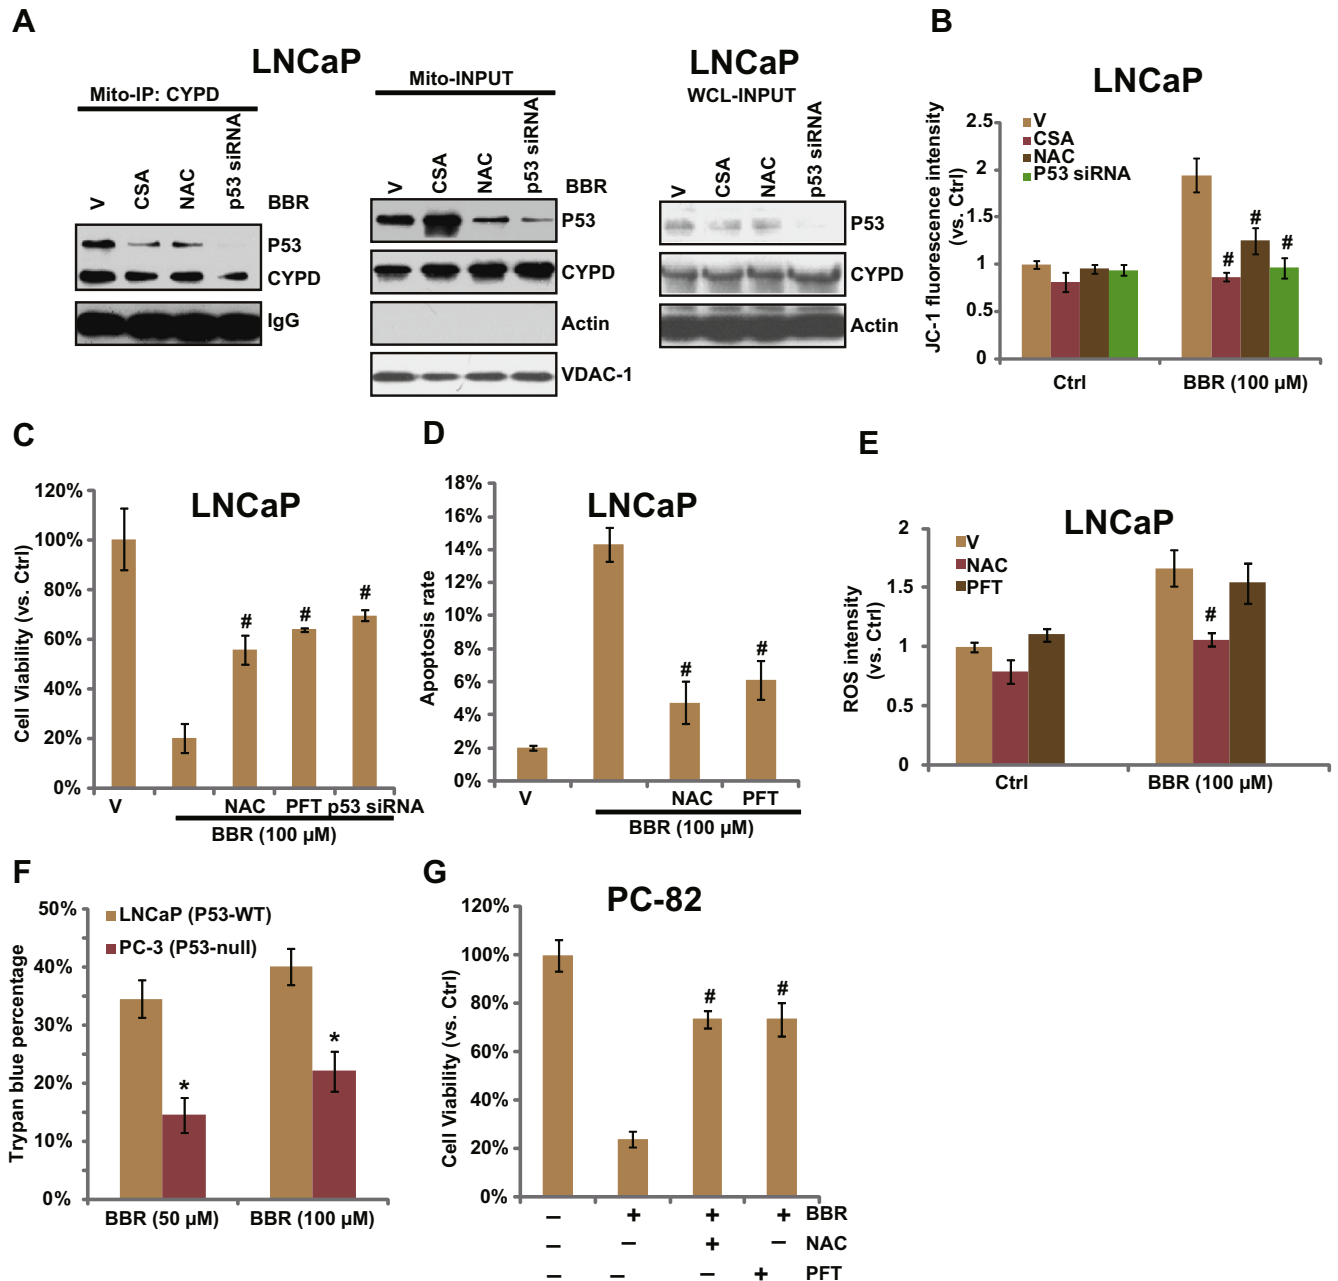 A
LNCaP
Mito-IP: CYPD
V CSA NAC p53 siRNA BBR
P53
CYPD
IgG
Mito-INPUT
V CSA NAC p53 siRNA BBR
P53
CYPD
Actin
VDAC-1
LNCaP
WCL-INPUT
V CSA NAC p53 siRNA
P53
CYPD
Actin
B
LNCaP
JC-1 fluorescence intensity
(vs. Ctrl)
V
CSA
NAC
P53 siRNA
2.5
2
1.5
1
0.5
0
# # #
Ctrl BBR (100 µM)
C
LNCaP
Cell Viability (vs. Ctrl)
120%
100%
80%
60%
40%
20%
0%
# # #
V NAC PFT p53 siRNA
BBR (100 µM)
D
LNCaP
Apoptosis rate
18%
16%
14%
12%
10%
8%
6%
4%
2%
0%
# #
V NAC PFT
BBR (100 µM)
E
LNCaP
ROS intensity
(vs. Ctrl)
V
NAC
PFT
2
1.5
1
0.5
0
#
Ctrl BBR (100 µM)
F
Trypan blue percentage
LNCaP (P53-WT)
PC-3 (P53-null)
50%
40%
30%
20%
10%
0%
* *
BBR (50 µM) BBR (100 µM)
G
PC-82
Cell Viability (vs. Ctrl)
120%
100%
80%
60%
40%
20%
0%
# #
– + + + BBR
– – + – NAC
– – – + PFT